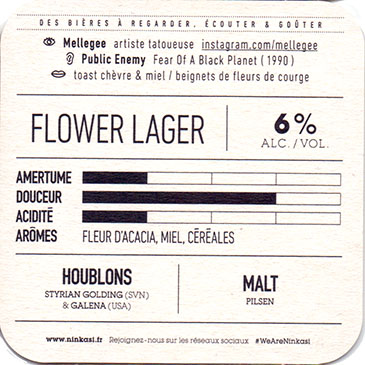 DES BIÈRES À REGARDER, ÉCOUTER & GOÛTER
Mellegee artiste tatoueuse instagram.com/mellegee
Public Enemy Fear Of A Black Planet (1990)
toast chèvre & miel / beignets de fleurs de courge
FLOWER LAGER
6%
ALC. / VOL.
AMERTUME
DOUCEUR
ACIDITÉ
ARÔMES FLEUR D'ACACIA, MIEL, CÉRÉALES
HOUBLONS
STYRIAN GOLDING (SVN)
& GALENA (USA)
MALT
PILSEN
www.ninkasi.fr Rejoignez-nous sur les réseaux sociaux #WeAreNinkasi